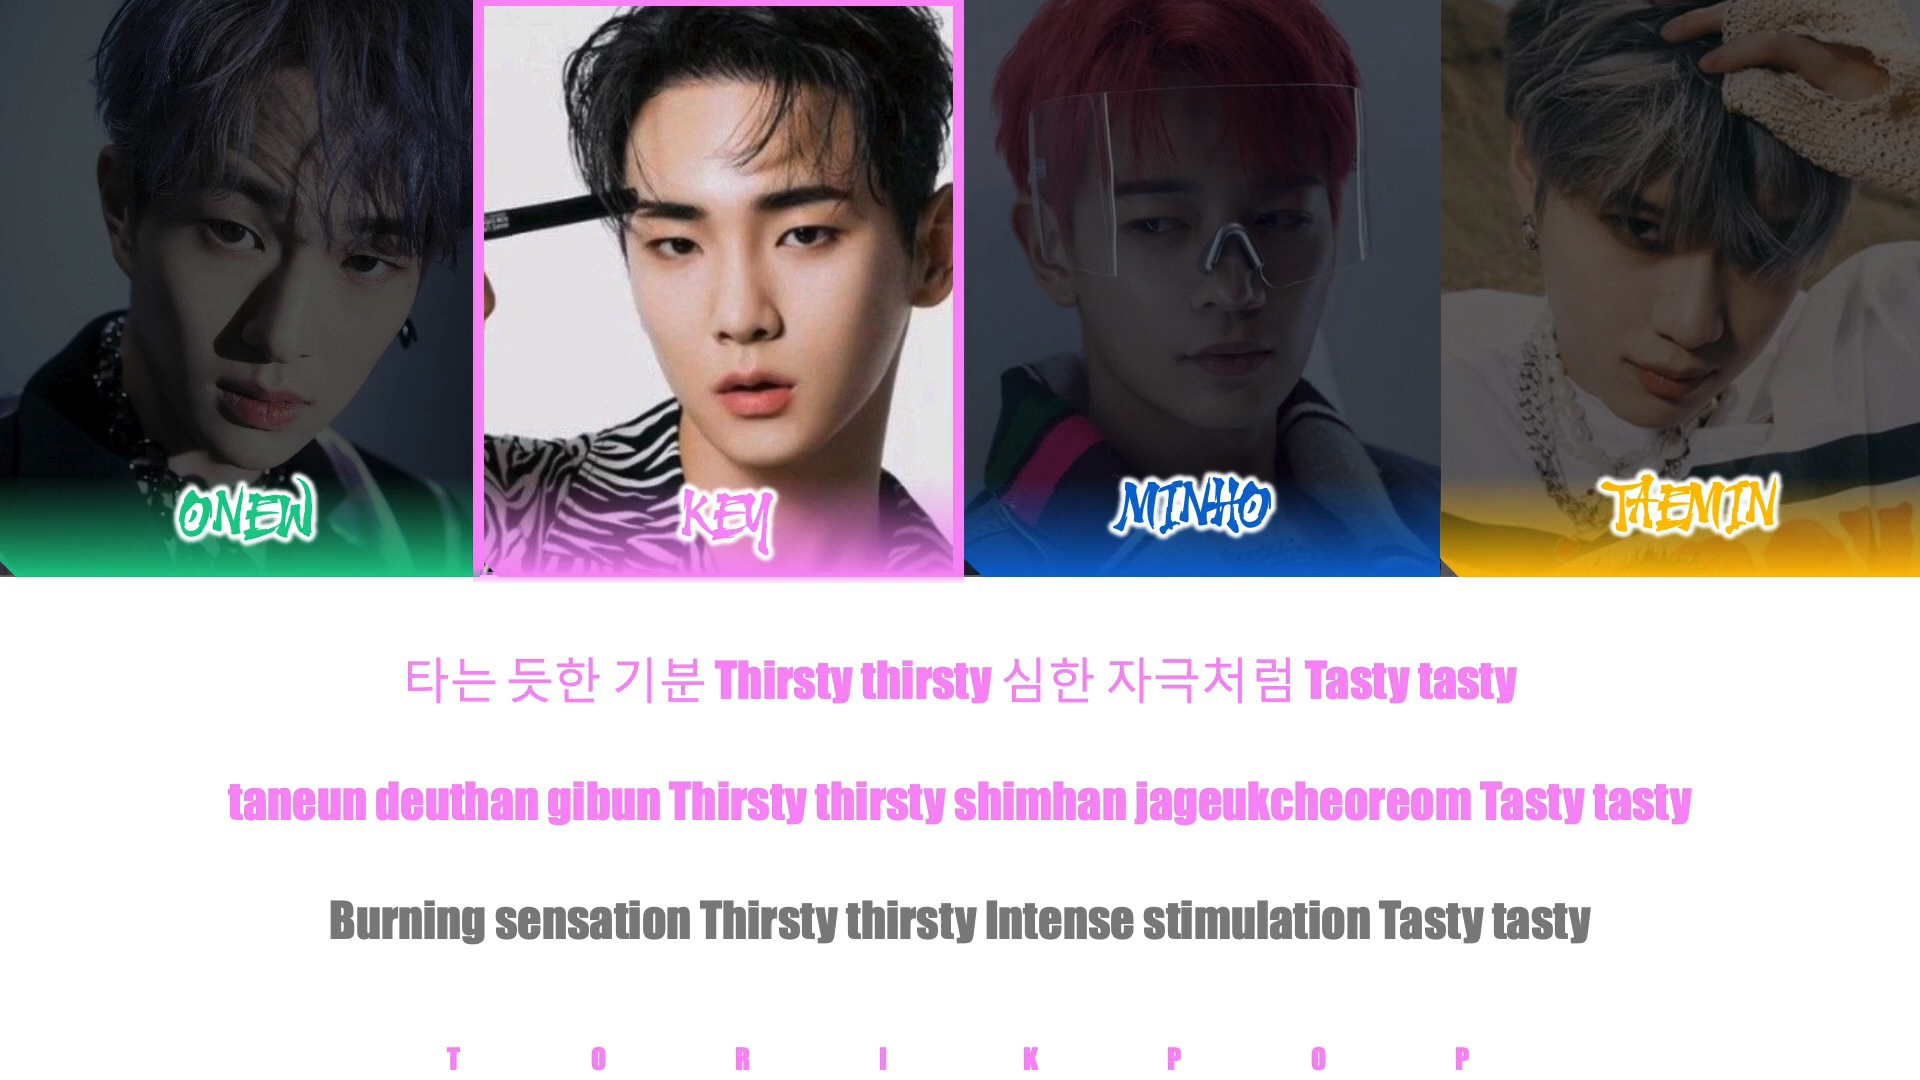 ONEW
KEY
MINHO
TAEMIN
타는 듯한 기분 Thirsty thirsty 심한 자극처럼 Tasty tasty
taneun deuthan gibun Thirsty thirsty shimhan jageukcheoreom Tasty tasty
Burning sensation Thirsty thirsty Intense stimulation Tasty tasty
T O R I K P O P